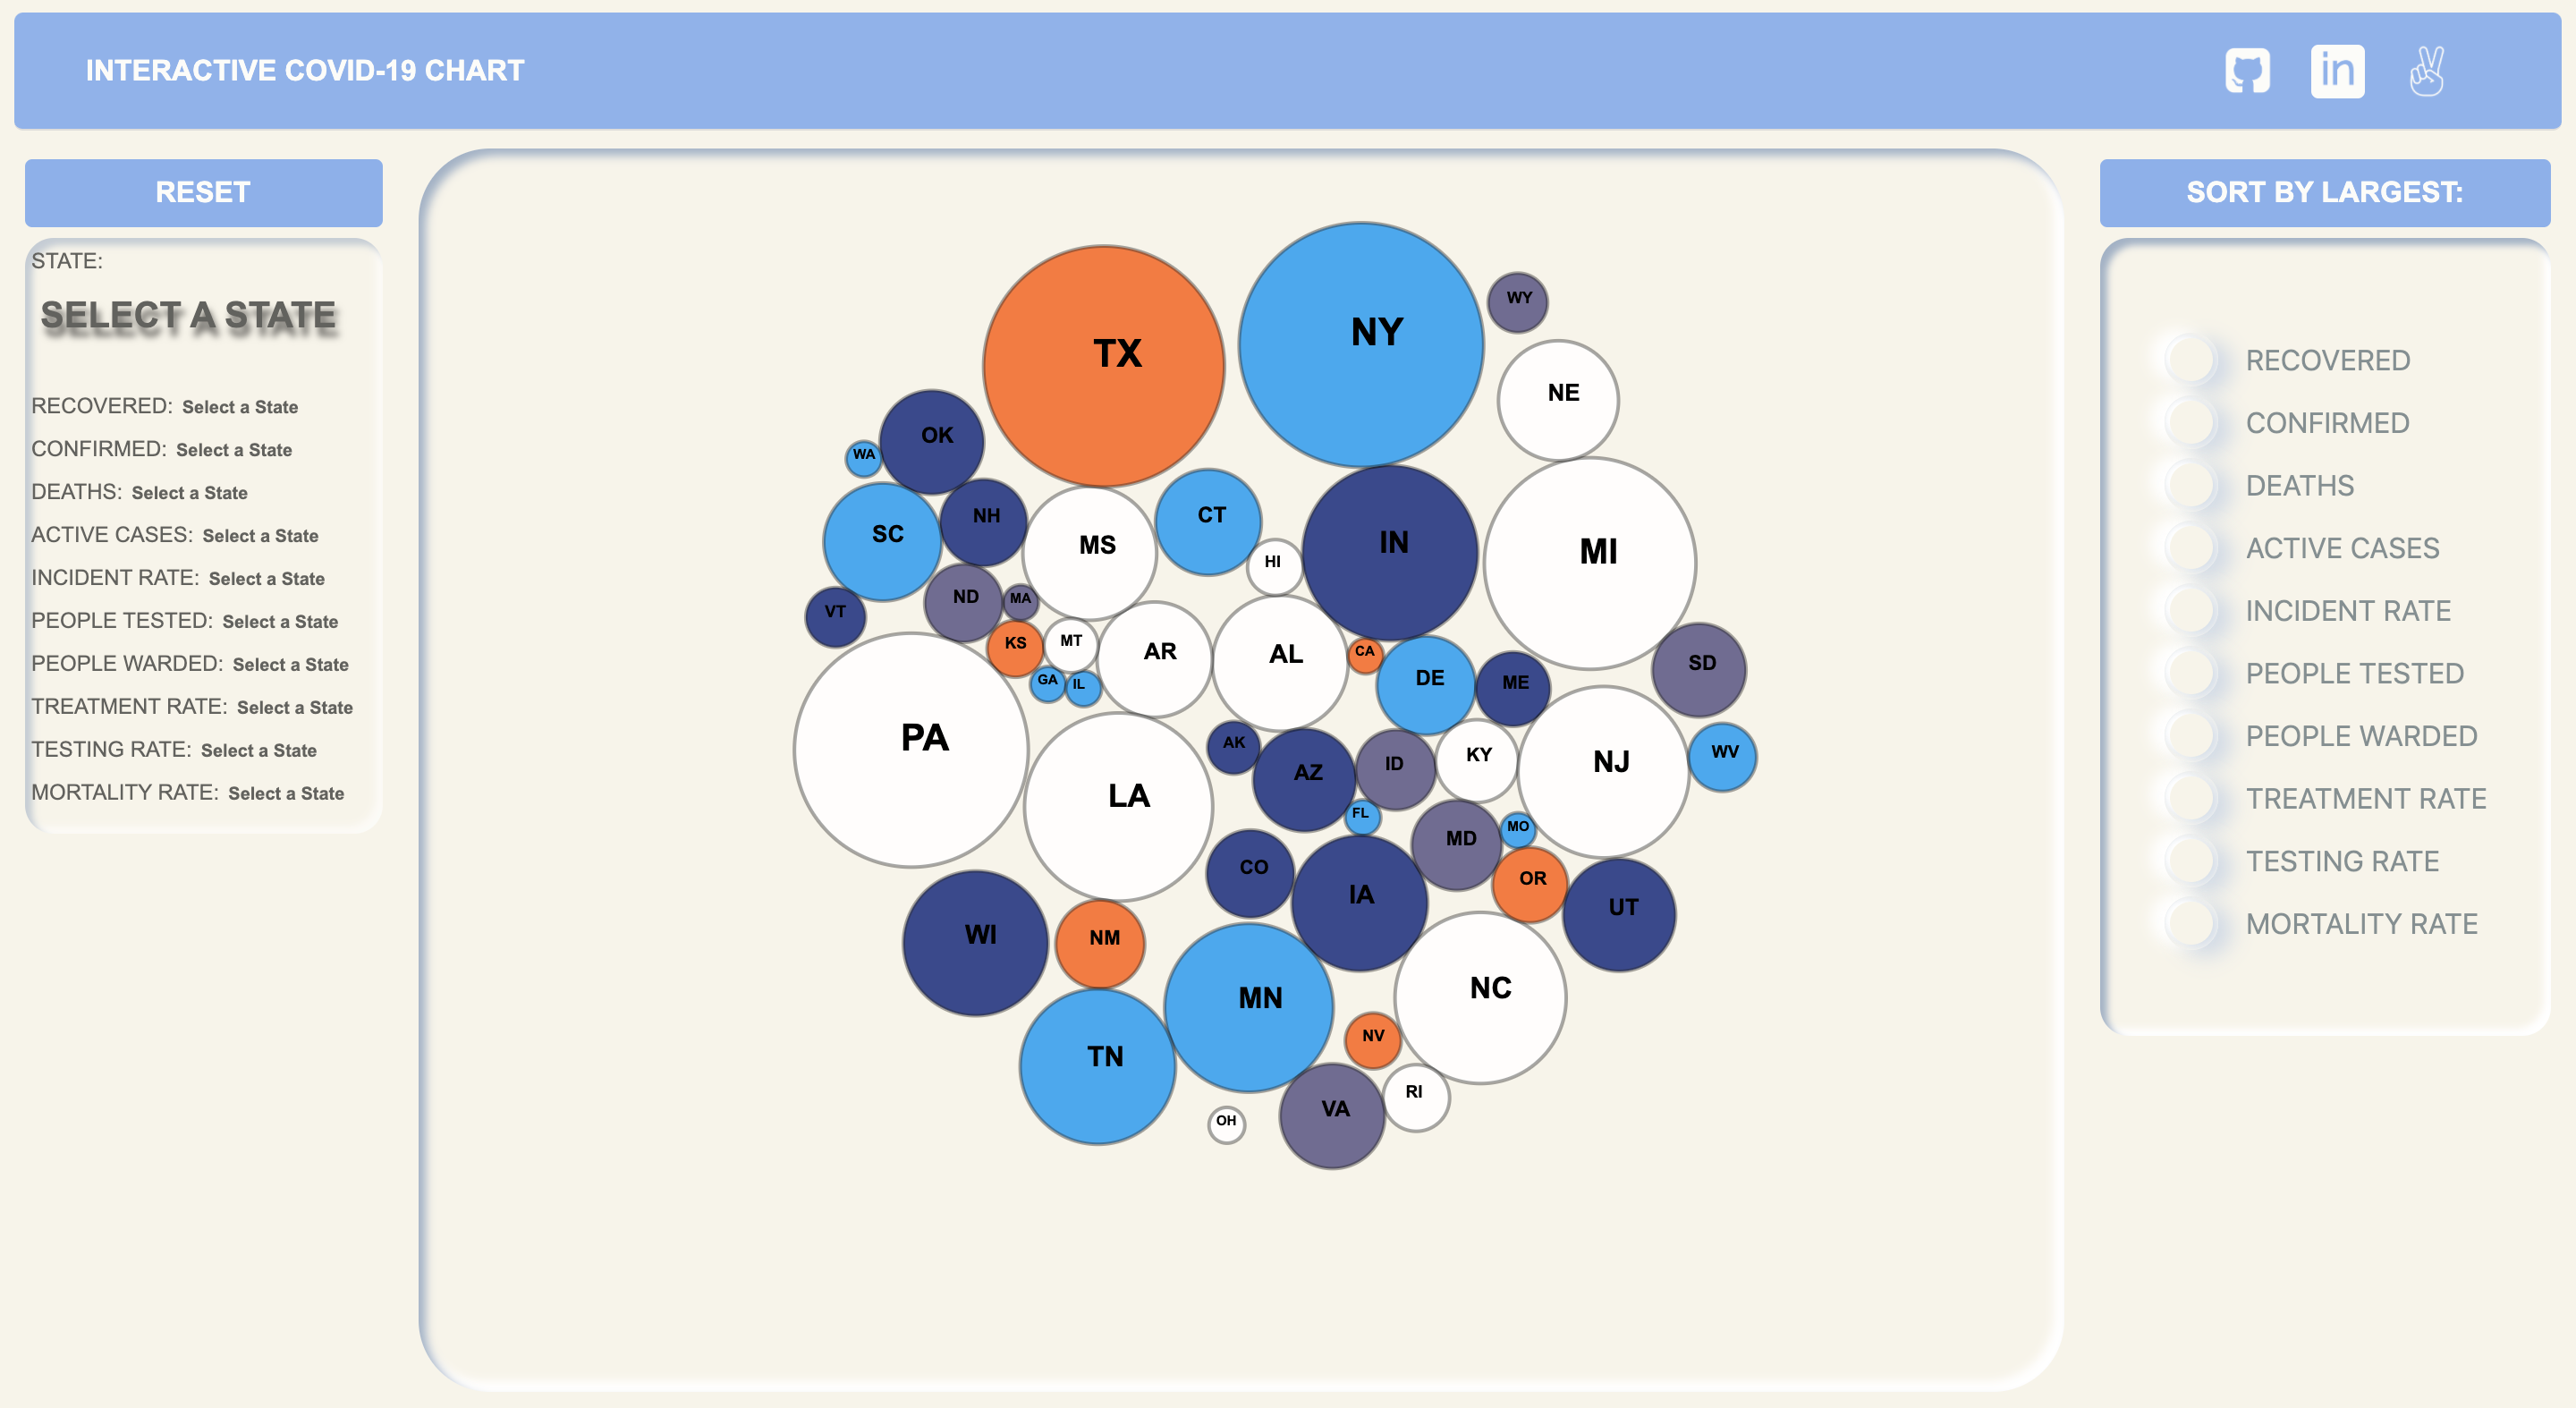 INTERACTIVE COVID-19 CHART
in
RESET
STATE:
SELECT A STATE
RECOVERED: Select a State
CONFIRMED: Select a State
DEATHS: Select a State
ACTIVE CASES: Select a State
INCIDENT RATE: Select a State
PEOPLE TESTED: Select a State
PEOPLE WARDED: Select a State
TREATMENT RATE: Select a State
TESTING RATE: Select a State
MORTALITY RATE: Select a State
WY
NY
TX
NE
OK
WA
CT
NH
SC
IN
MS
MI
HI
ND
MA
VT
MT
KS
AR
CA
AL
SD
DE
GA
IL
ME
PA
AK
WV
KY
NJ
ID
AZ
LA
FL
MO
MD
CO
OR
IA
UT
WI
NM
NC
MN
NV
TN
RI
VA
OH
SORT BY LARGEST:
RECOVERED
CONFIRMED
DEATHS
ACTIVE CASES
INCIDENT RATE
PEOPLE TESTED
PEOPLE WARDED
TREATMENT RATE
TESTING RATE
MORTALITY RATE